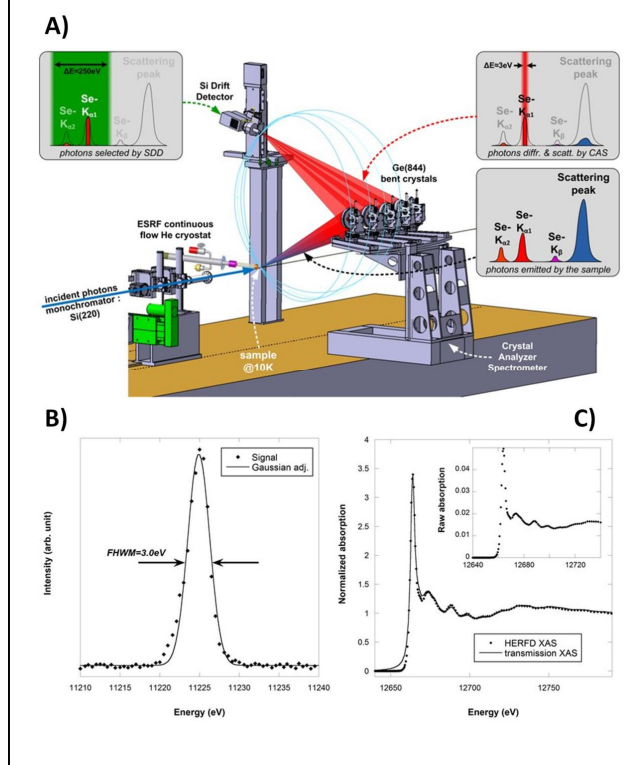 A)
ΔE=250eV
Scattering
peak
Se-
Kα2
Se-
Kα1
Se-
Kβ
photons selected by SDD
Si Drift
Detector
ΔE=3eV
Scattering
peak
Se-
Kα2
Se-
Kα1
Se-
Kβ
photons diffr. & scatt. by CAS
Ge(844)
bent crystals
Scattering
peak
Se-
Kα2
Se-
Kα1
Se-
Kβ
photons emitted by the sample
ESRF continuous
flow He cryostat
incident photons
monochromator :
Si(220)
sample
@10K
Crystal
Analyzer
Spectrometer
B)
Signal
Gaussian adj.
FHWM=3.0eV
Intensity (arb. unit)
11210 11215 11220 11225 11230 11235 11240
Energy (eV)
C)
4
3.5
3
2.5
2
1.5
1
0.5
0
Normalized absorption
0.04
0.03
0.02
0.01
0
Raw absorption
12640 12680 12720
HERFD XAS
transmission XAS
12650 12700 12750
Energy (eV)